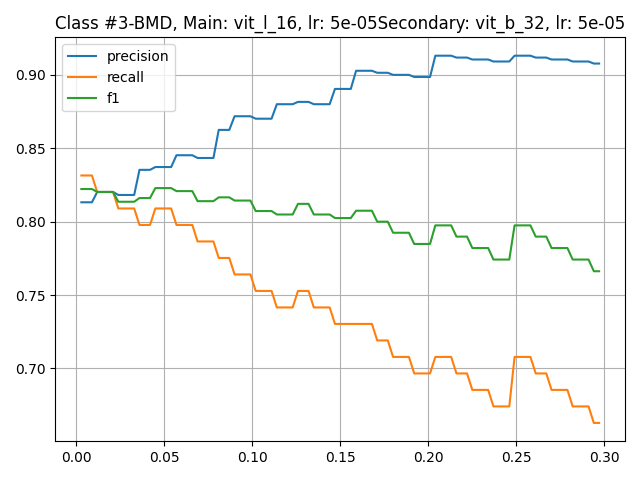 Class #3-BMD, Main: vit_l_16, lr: 5e-05Secondary: vit_b_32, lr: 5e-05
precision
recall
f1
0.90
0.85
0.80
0.75
0.70
0.00 0.05 0.10 0.15 0.20 0.25 0.30